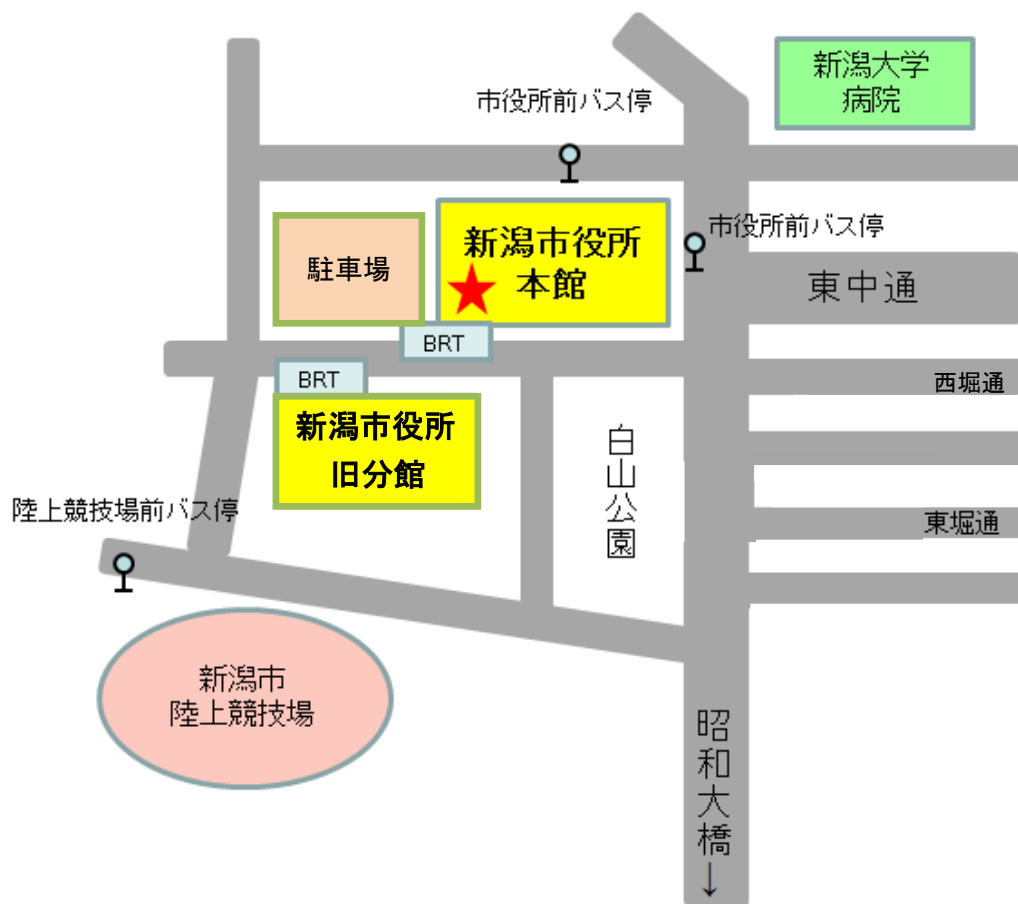 新潟大学
病院
市役所前バス停
市役所前バス停
新潟市役所
本館
駐車場
東中通
BRT
BRT
西堀通
新潟市役所
旧分館
白山公園
陸上競技場前バス停
東堀通
新潟市
陸上競技場
昭和大橋
↓